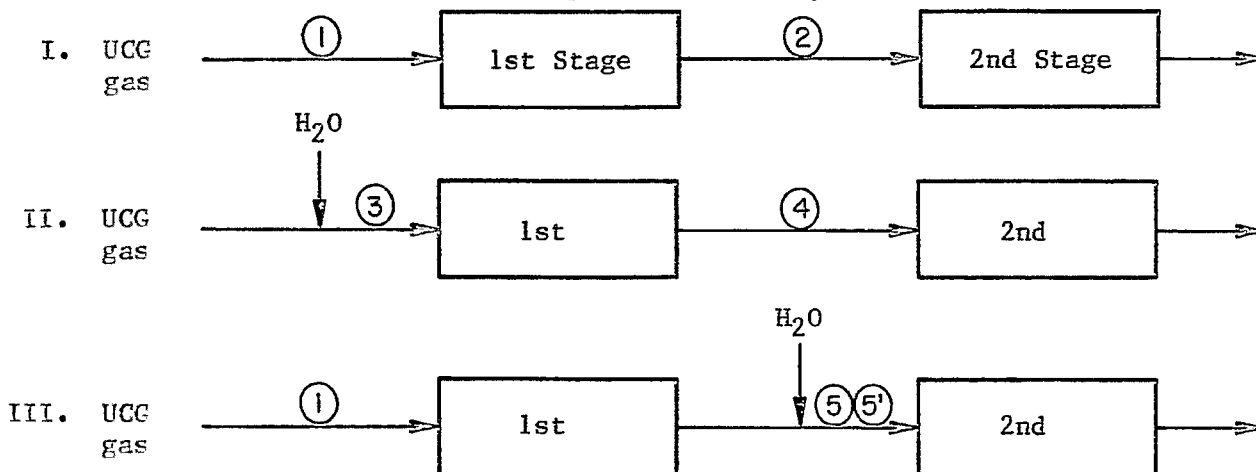 I. UCG gas ① 1st Stage ② 2nd Stage
H₂O
II. UCG gas ③ 1st ④ 2nd
H₂O
III. UCG gas ① 1st ⑤ ⑤' 2nd